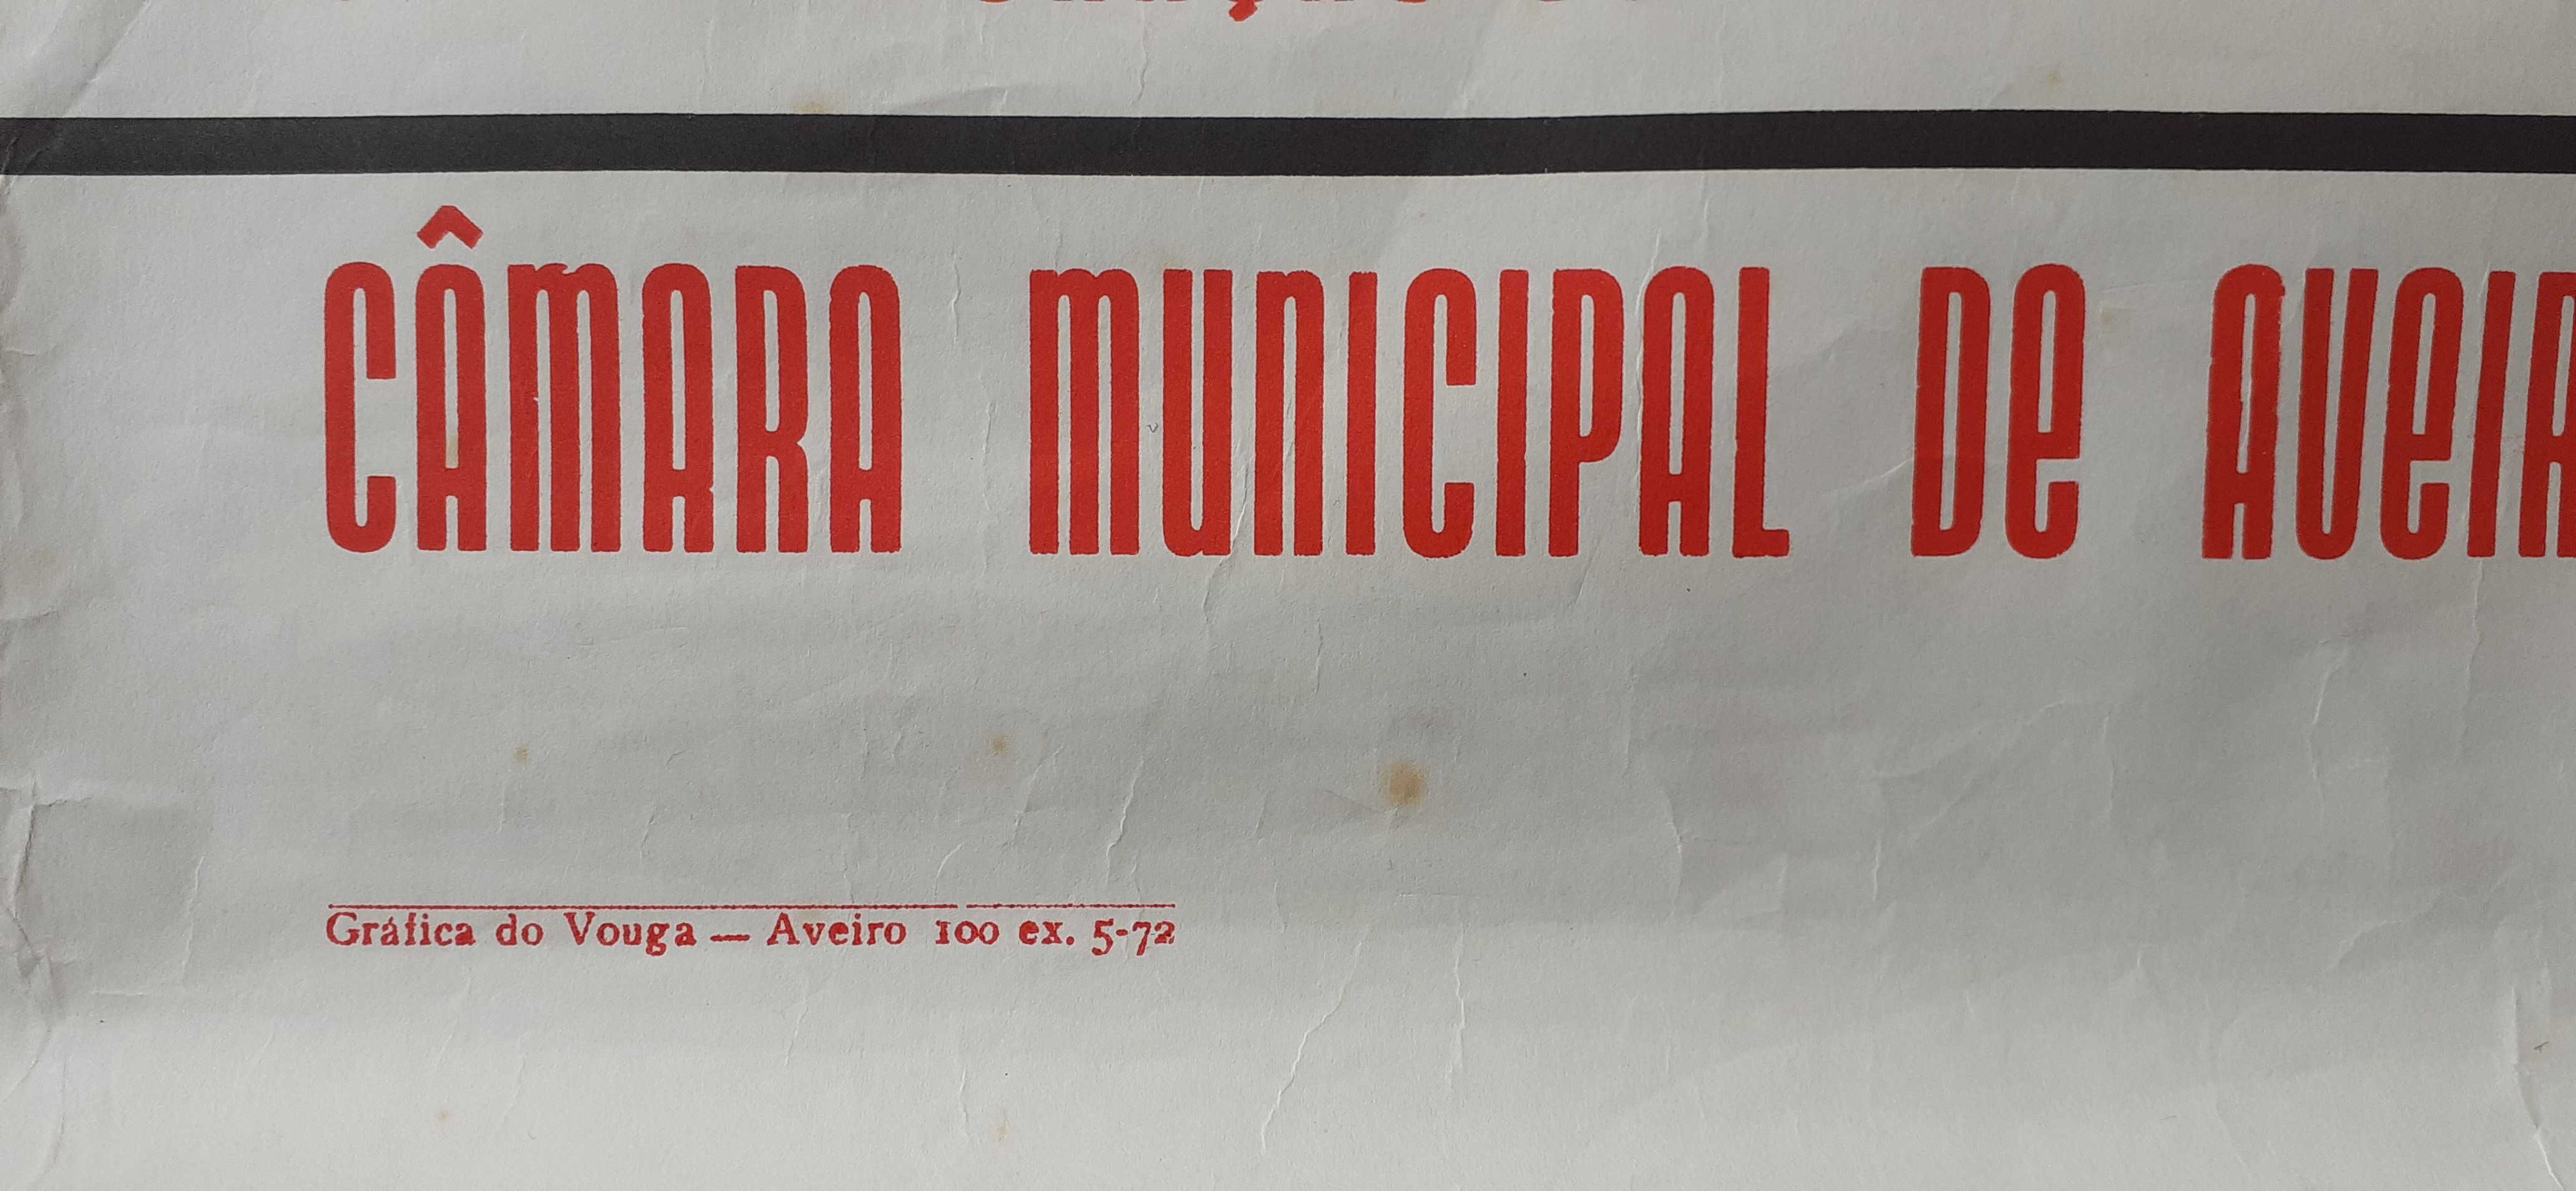 CÂMARA MUNICIPAL DE AVEIR
Gráfica do Vouga — Aveiro 100 ex. 5-72